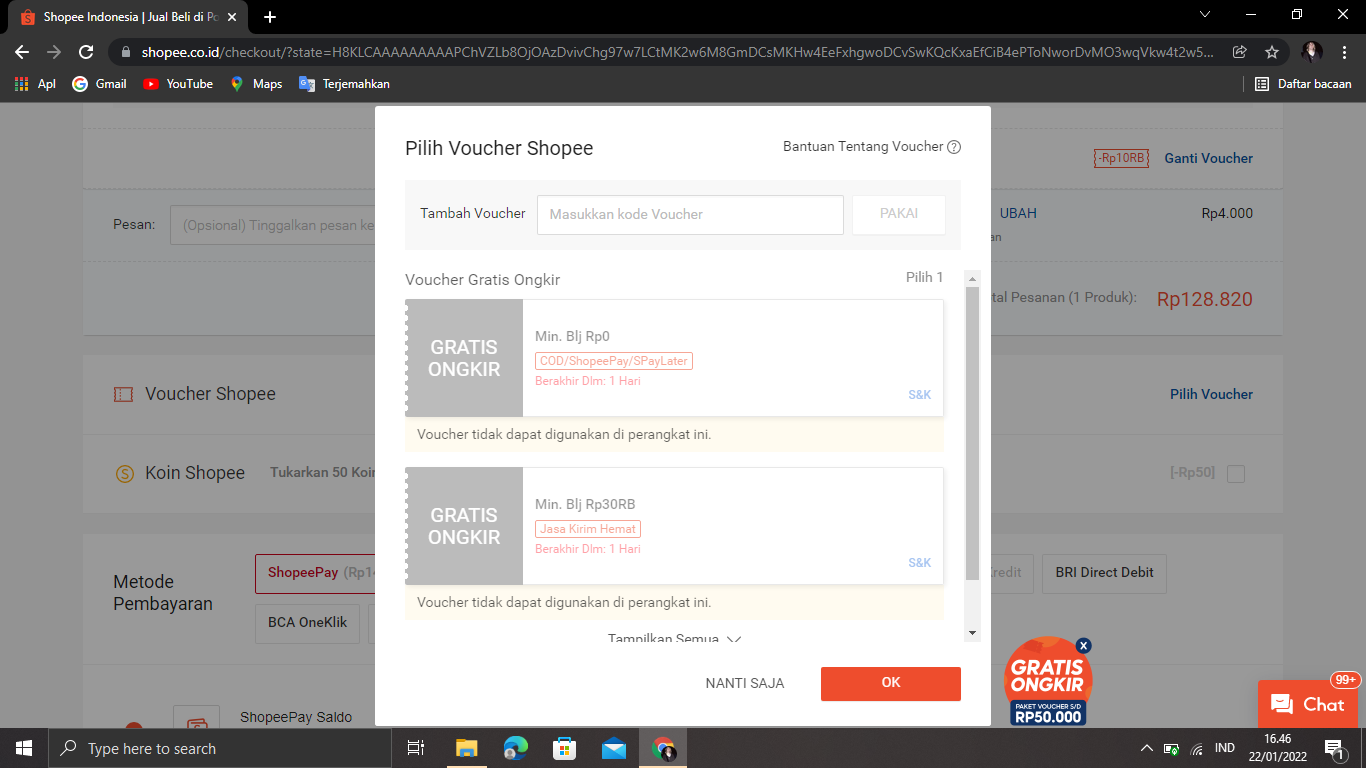 Shopee Indonesia | Jual Beli di Po
shopee.co.id/checkout/?state=H8KLCAAAAAAAAAPChVZLb8OjOAzDvivChg97w7LCtMK2w6M8GmDCsMKHw4EeFxhgwoDCvSwKQcKxaEfCiB4ePToNworDvMO3wqVkw4t2w5...
Apl
Gmail
YouTube
Maps
Terjemahkan
Daftar bacaan
Pilih Voucher Shopee
Bantuan Tentang Voucher ?
-Rp10RB
Ganti Voucher
Tambah Voucher
Masukkan kode Voucher
PAKAI
Pesan:
(Opsional) Tinggalkan pesan ke
UBAH
Rp4.000
an
Voucher Gratis Ongkir
Pilih 1
tal Pesanan (1 Produk):
Rp128.820
GRATIS
ONGKIR
Min. Blj Rp0
COD/ShopeePay/SPayLater
Berakhir Dlm: 1 Hari
S&K
Voucher tidak dapat digunakan di perangkat ini.
Voucher Shopee
Pilih Voucher
Koin Shopee
Tukarkan 50 Koin
[-Rp50]
GRATIS
ONGKIR
Min. Blj Rp30RB
Jasa Kirim Hemat
Berakhir Dlm: 1 Hari
S&K
Voucher tidak dapat digunakan di perangkat ini.
Tampilkan Semua
Metode
Pembayaran
ShopeePay (Rp14
Kredit
BRI Direct Debit
BCA OneKlik
NANTI SAJA
OK
ShopeePay Saldo
X
GRATIS
ONGKIR
PAKET VOUCHER S/D
RP50.000
99+
Chat
Type here to search
IND
16.46
22/01/2022
1